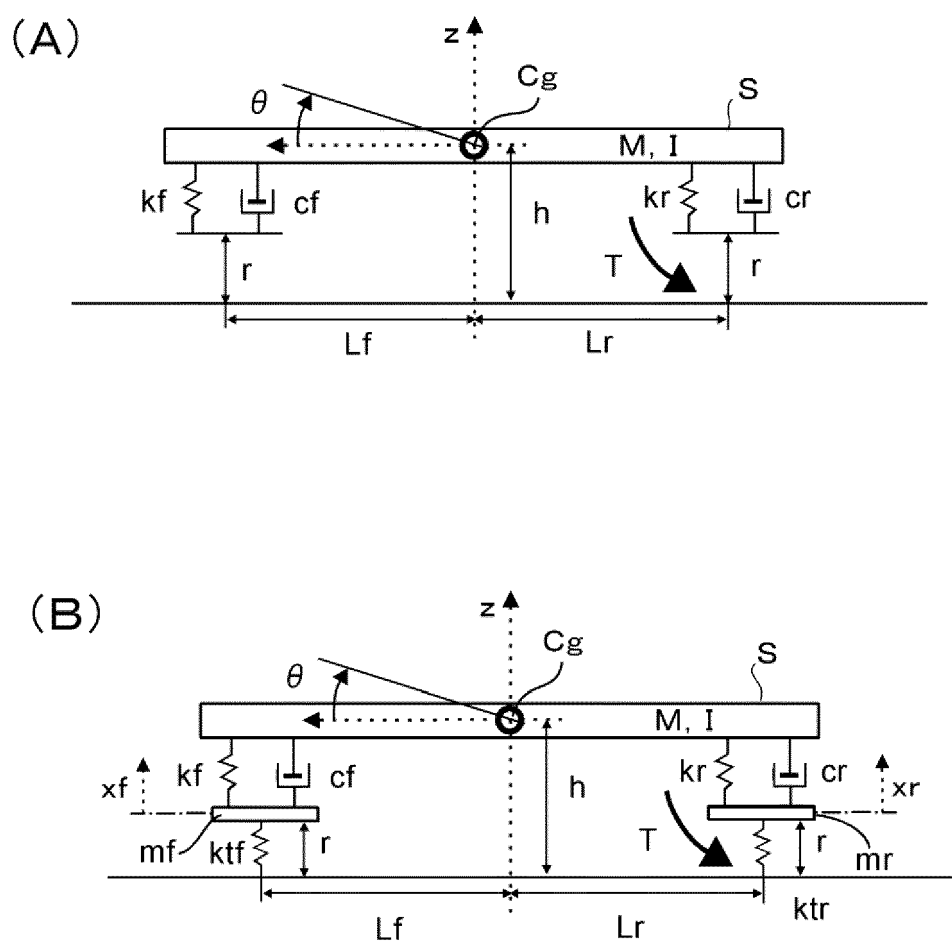 (A)
z
Cg
θ
S
M, I
kf
cf
kr
cr
h
T
r
r
Lf
Lr
(B)
z
Cg
θ
S
M, I
xf
kf
cf
kr
cr
xr
h
mf
ktf
r
T
r
mr
ktr
Lf
Lr